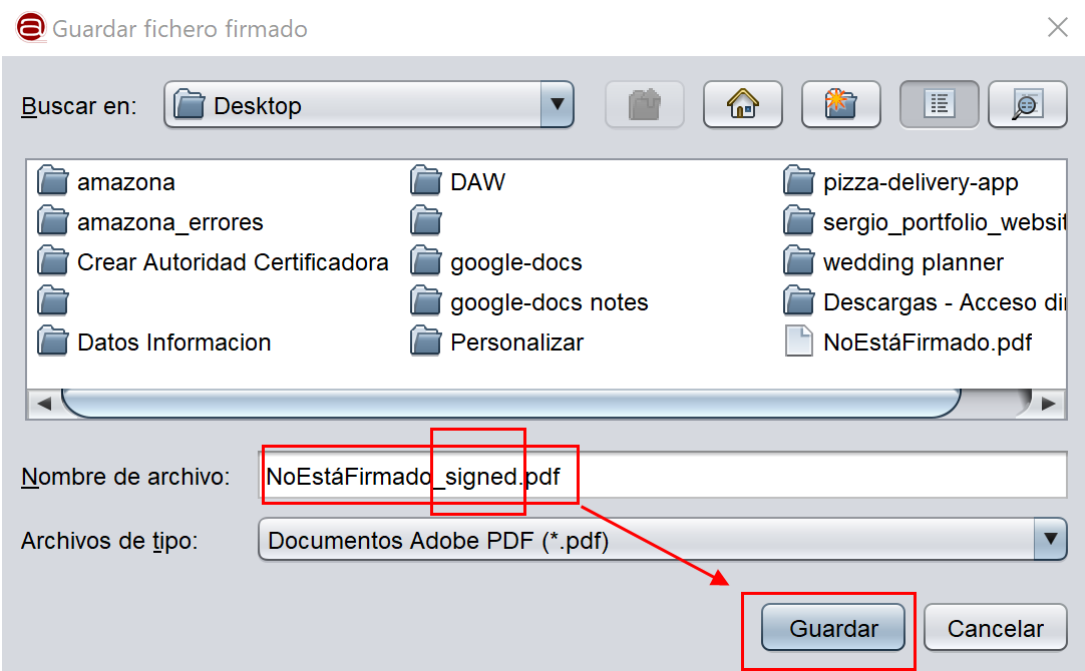 Guardar fichero firmado
Buscar en: Desktop
amazona
amazona_errores
Crear Autoridad Certificadora
Datos Informacion
DAW
google-docs
google-docs notes
Personalizar
pizza-delivery-app
sergio_portfolio_websit
wedding planner
Descargas - Acceso di
NoEstáFirmado.pdf
Nombre de archivo: NoEstáFirmado_signed.pdf
Archivos de tipo: Documentos Adobe PDF (*.pdf)
Guardar Cancelar